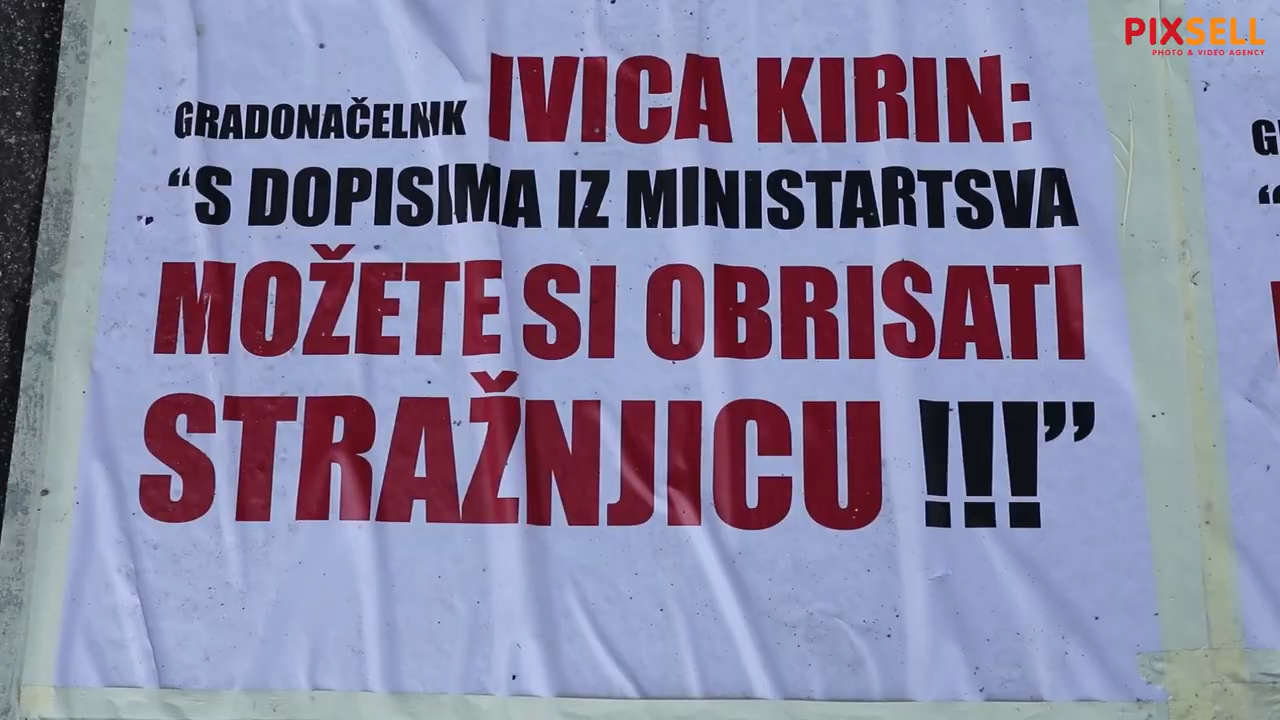 PIXSELL
PHOTO & VIDEO AGENCY
GRADONAČELNIK IVICA KIRIN:
“S DOPISIMA IZ MINISTARTSVA
MOŽETE SI OBRISATI
STRAŽNJICU !!!”